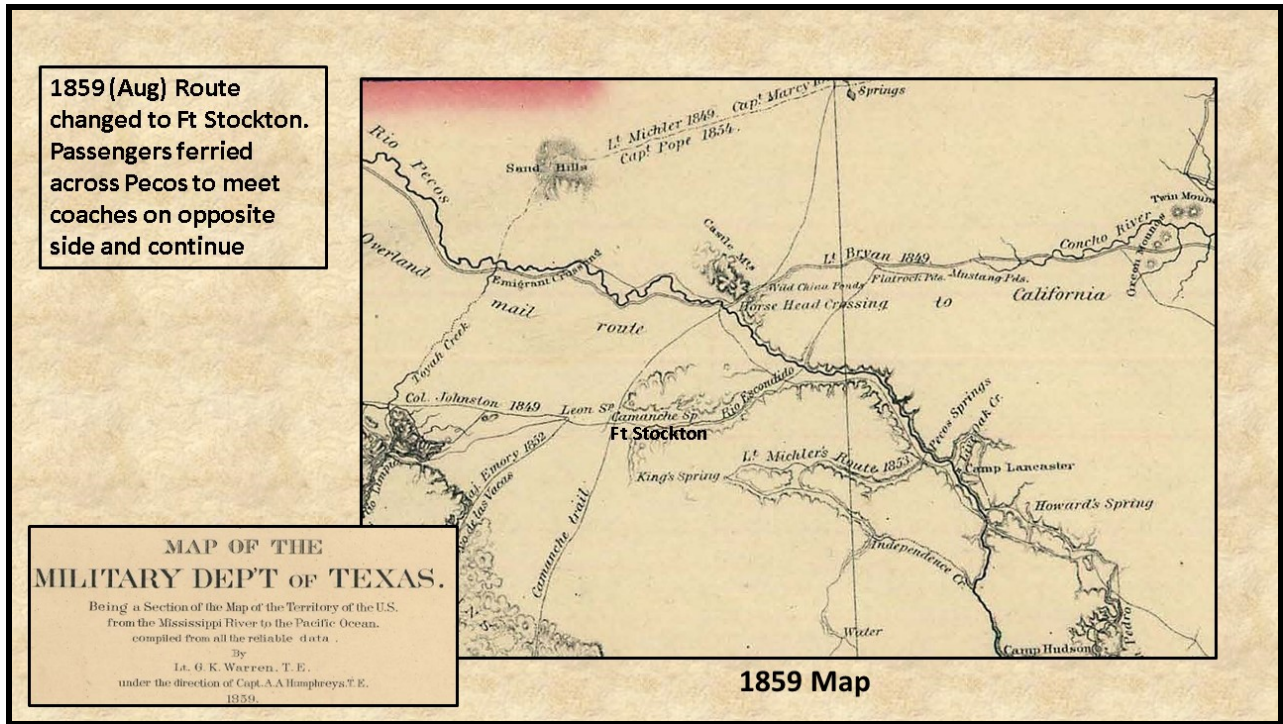 1859 (Aug) Route
changed to Ft Stockton.
Passengers ferried
across Pecos to meet
coaches on opposite
side and continue
Lt Michler 1849. Capt Marcy
Capt Pope 1854.
Springs
Sand Hills
Rio Pecos
Twin Moun
Castle Mts
Overland
mail
route
to
California
Emigrant Crossing
Lt Bryan 1849
Concho River
Mounds
Wild China Ponds
Flatrock Pds.
Mustang Pds.
Horse Head Crossing
Toyah Creek
Col. Johnston 1849
Leon Sp
Camanche Sp
Rio Escondido
Ft Stockton
Pecos Springs
Live Oak Cr.
Emory 1852
de las Vacas
Lt Michler's Route 1853.
King's Spring
Camp Lancaster
Howard's Spring
Camanche trail
Independence Cr.
Water
Camp Hudson
Pedro
MAP OF THE
MILITARY DEP'T OF TEXAS.
Being a Section of the Map of the Territory of the U.S.
from the Mississippi River to the Pacific Ocean.
compiled from all the reliable data.
By
Lt. G. K. Warren, T. E.
under the direction of Capt. A.A Humphreys. T. E.
1859.
1859 Map